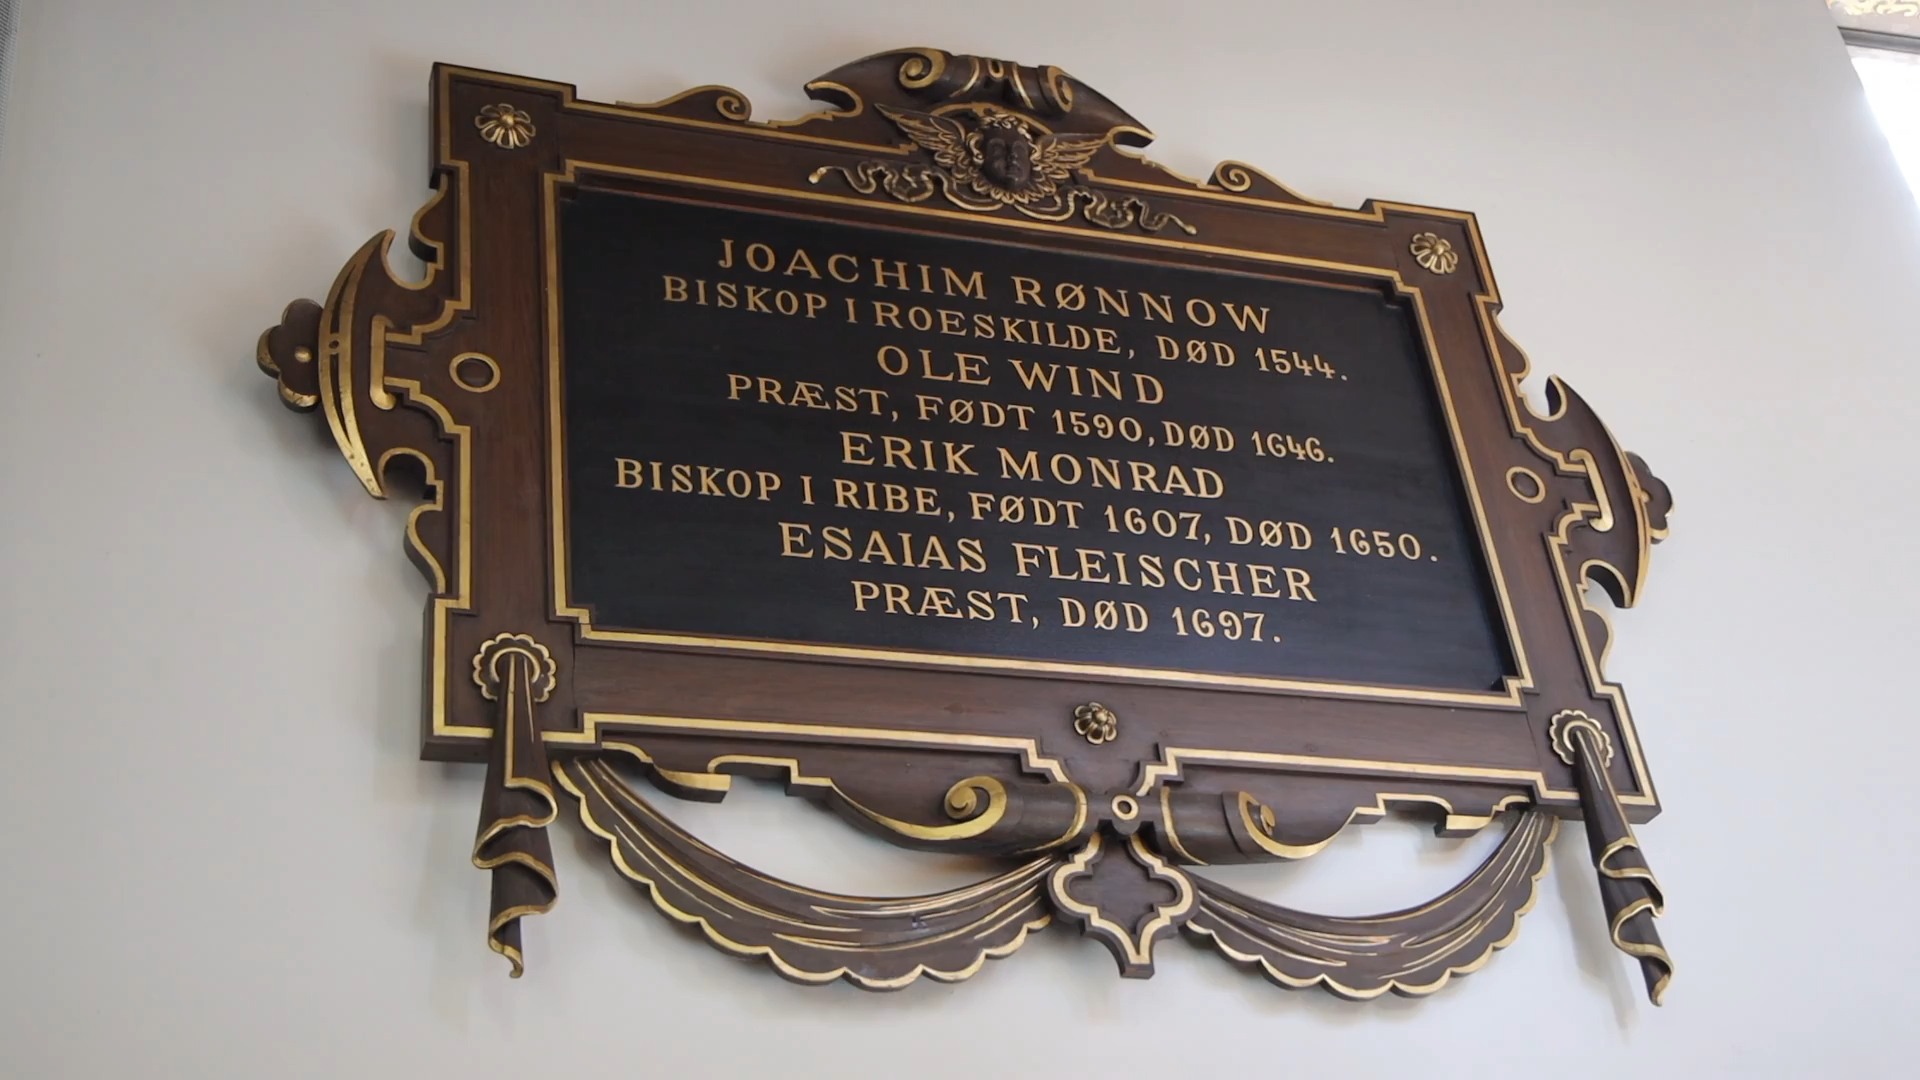 JOACHIM RØNNOW
BISKOP I ROESKILDE, DØD 1544.
OLE WIND
PRÆST, FØDT 1590, DØD 1646.
ERIK MONRAD
BISKOP I RIBE, FØDT 1607, DØD 1650.
ESAIAS FLEISCHER
PRÆST, DØD 1697.